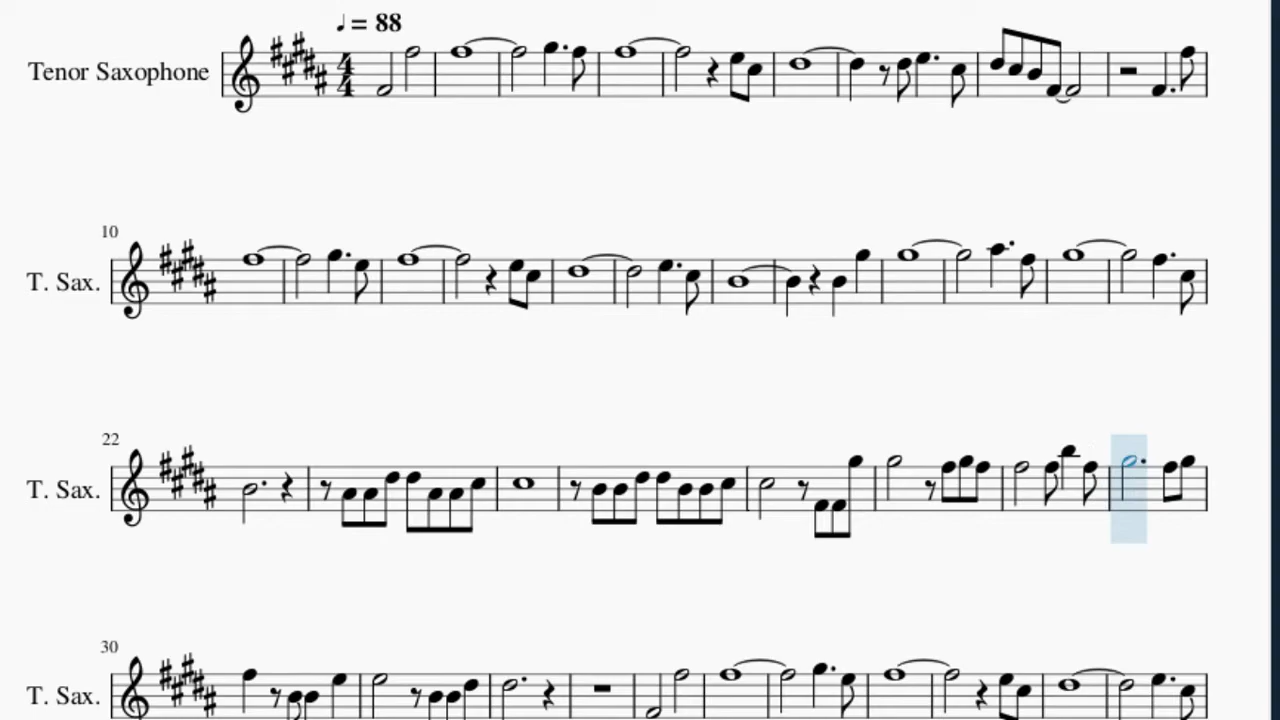 ♩ = 88
Tenor Saxophone
4
4
10
T. Sax.
22
T. Sax.
30
T. Sax.